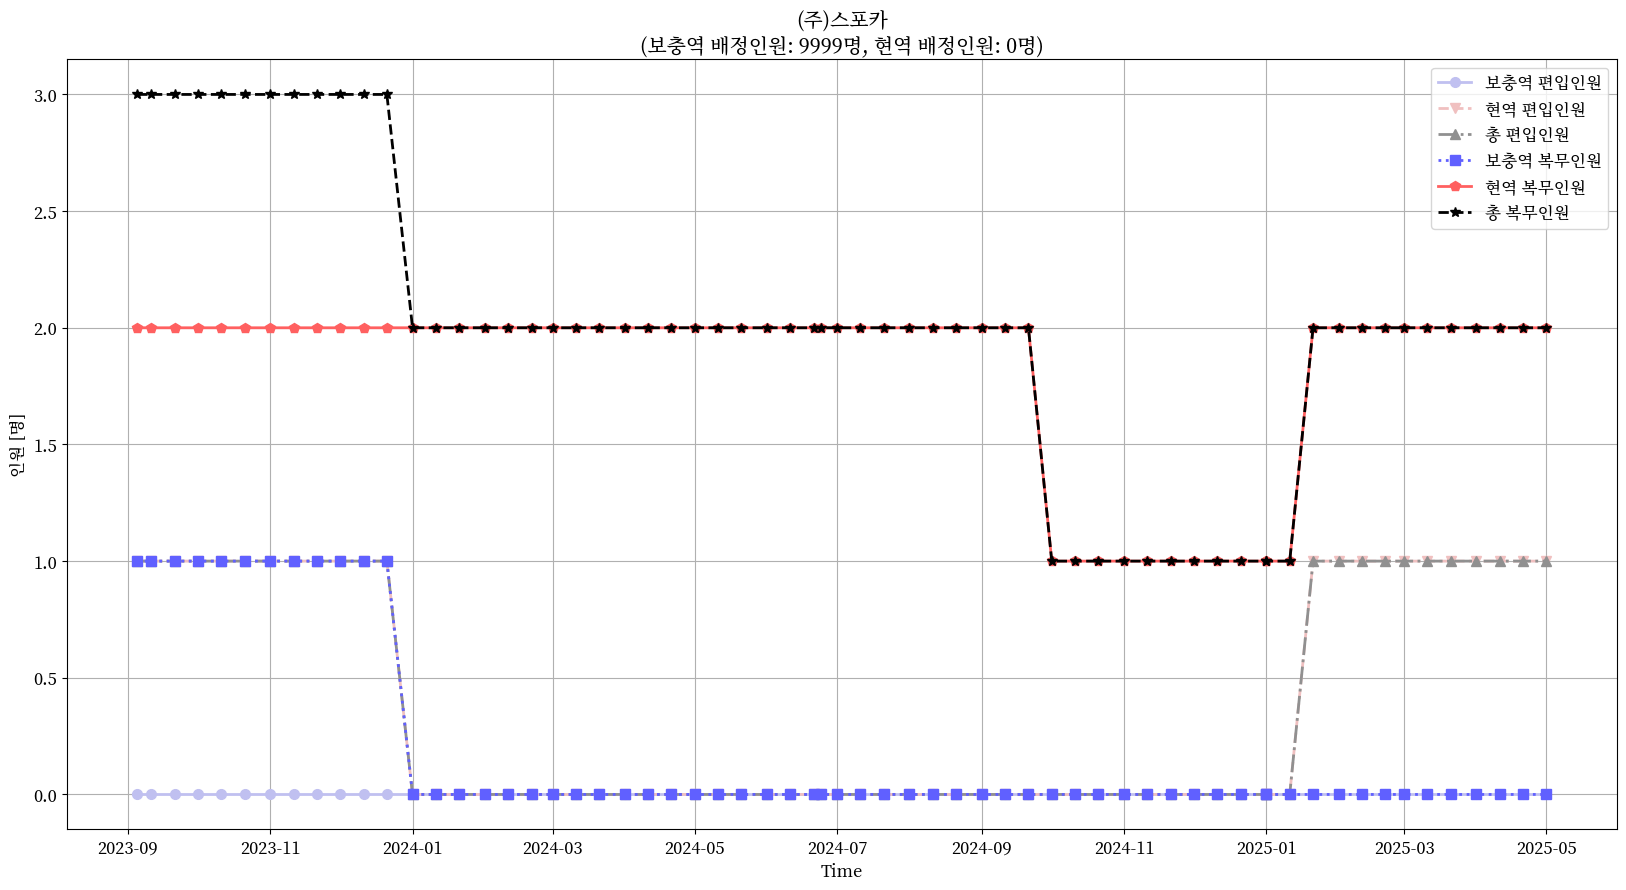 (주)스포카
(보충역 배정인원: 9999명, 현역 배정인원: 0명)
보충역 편입인원
현역 편입인원
총 편입인원
보충역 복무인원
현역 복무인원
총 복무인원
3.0
2.5
2.0
1.5
1.0
0.5
0.0
인원 [명]
2023-09 2023-11 2024-01 2024-03 2024-05 2024-07 2024-09 2024-11 2025-01 2025-03 2025-05
Time